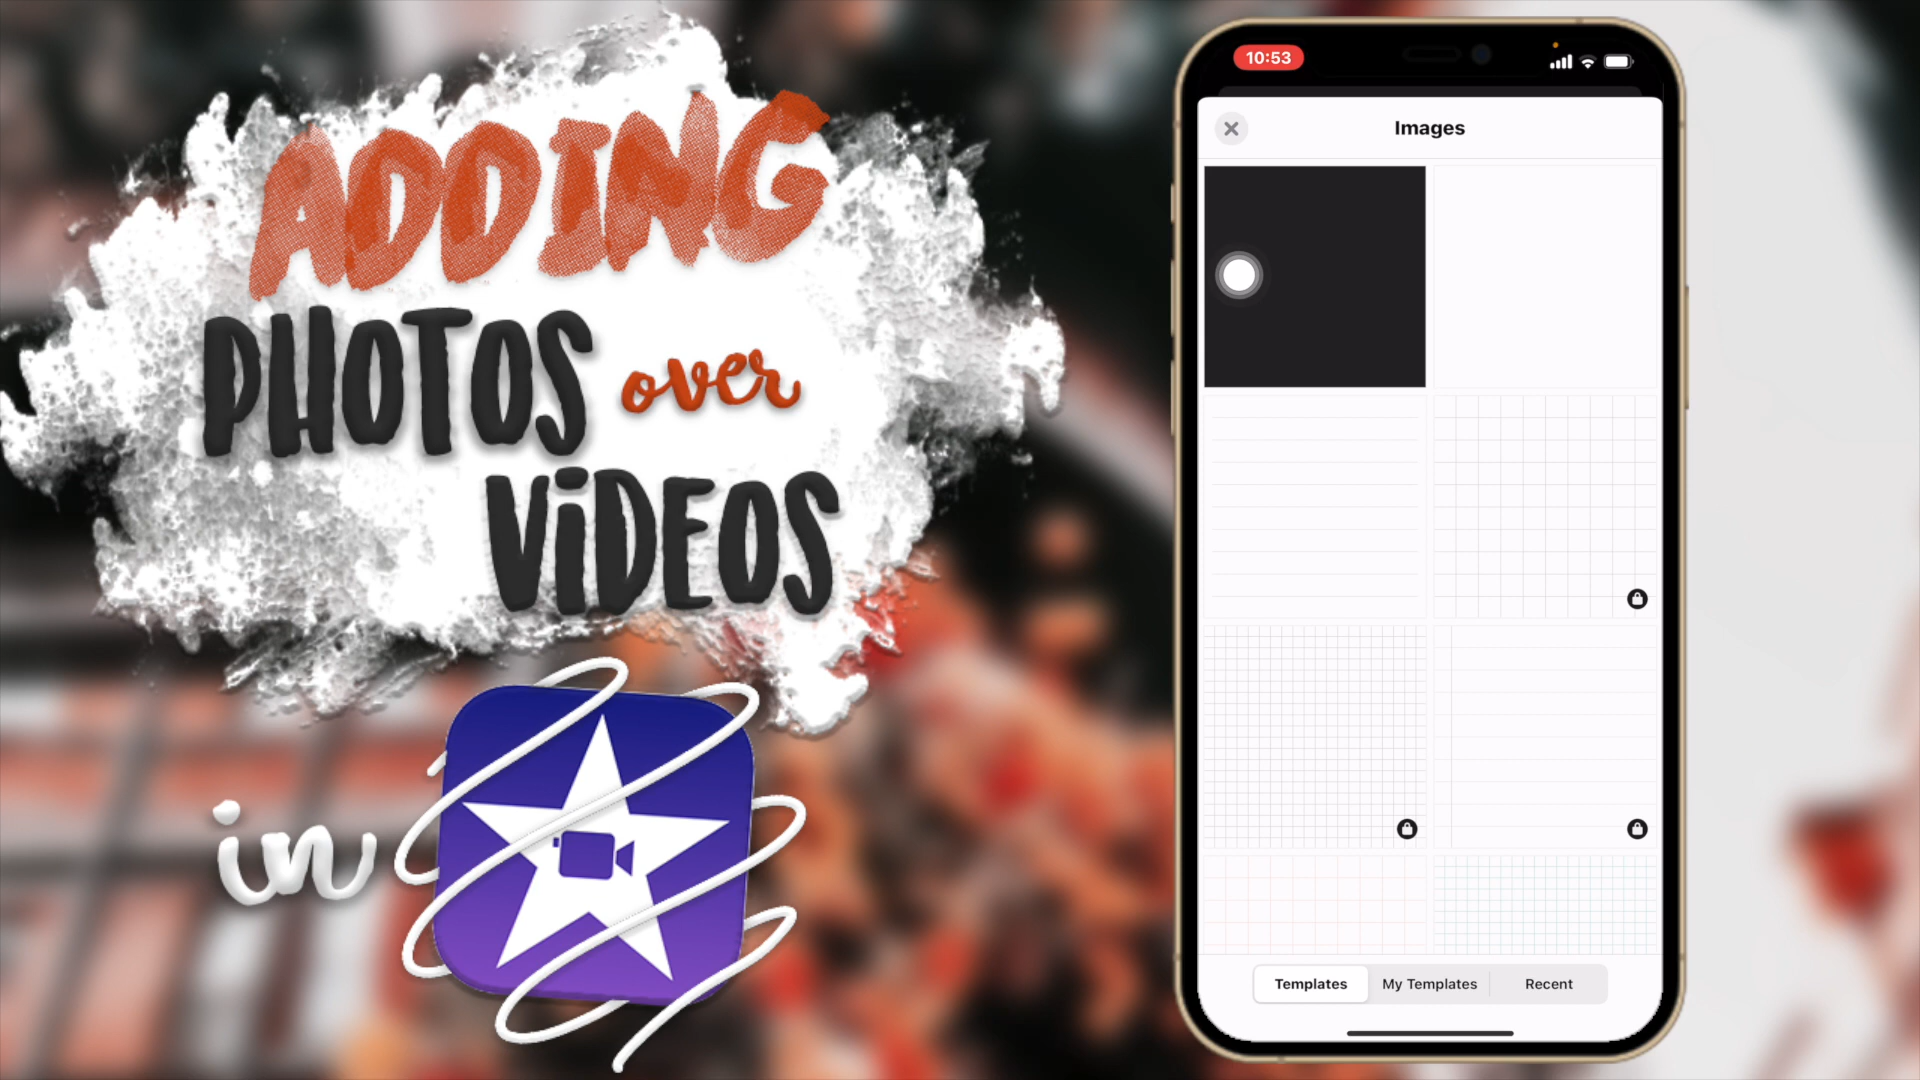 ADDING
PHOTOS over
ViDEOS
in
10:53
Images
Templates
My Templates
Recent